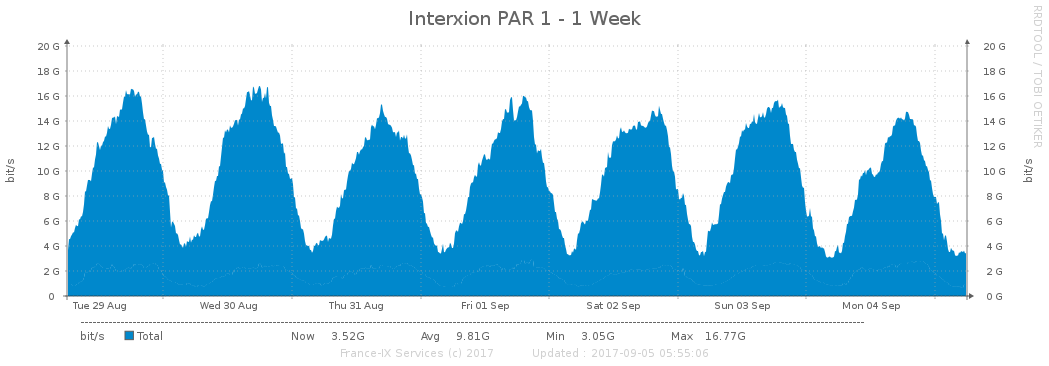 Interxion PAR 1 - 1 Week
RRDTOOL / TOBI OETIKER
20 G 20 G
18 G 18 G
16 G 16 G
14 G 14 G
12 G 12 G
10 G 10 G
8 G 8 G
6 G 6 G
4 G 4 G
2 G 2 G
0 0 G
bit/s bit/s
Tue 29 Aug Wed 30 Aug Thu 31 Aug Fri 01 Sep Sat 02 Sep Sun 03 Sep Mon 04 Sep
bit/s Total Now 3.52G Avg 9.81G Min 3.05G Max 16.77G
France-IX Services (c) 2017 Updated : 2017-09-05 05:55:06